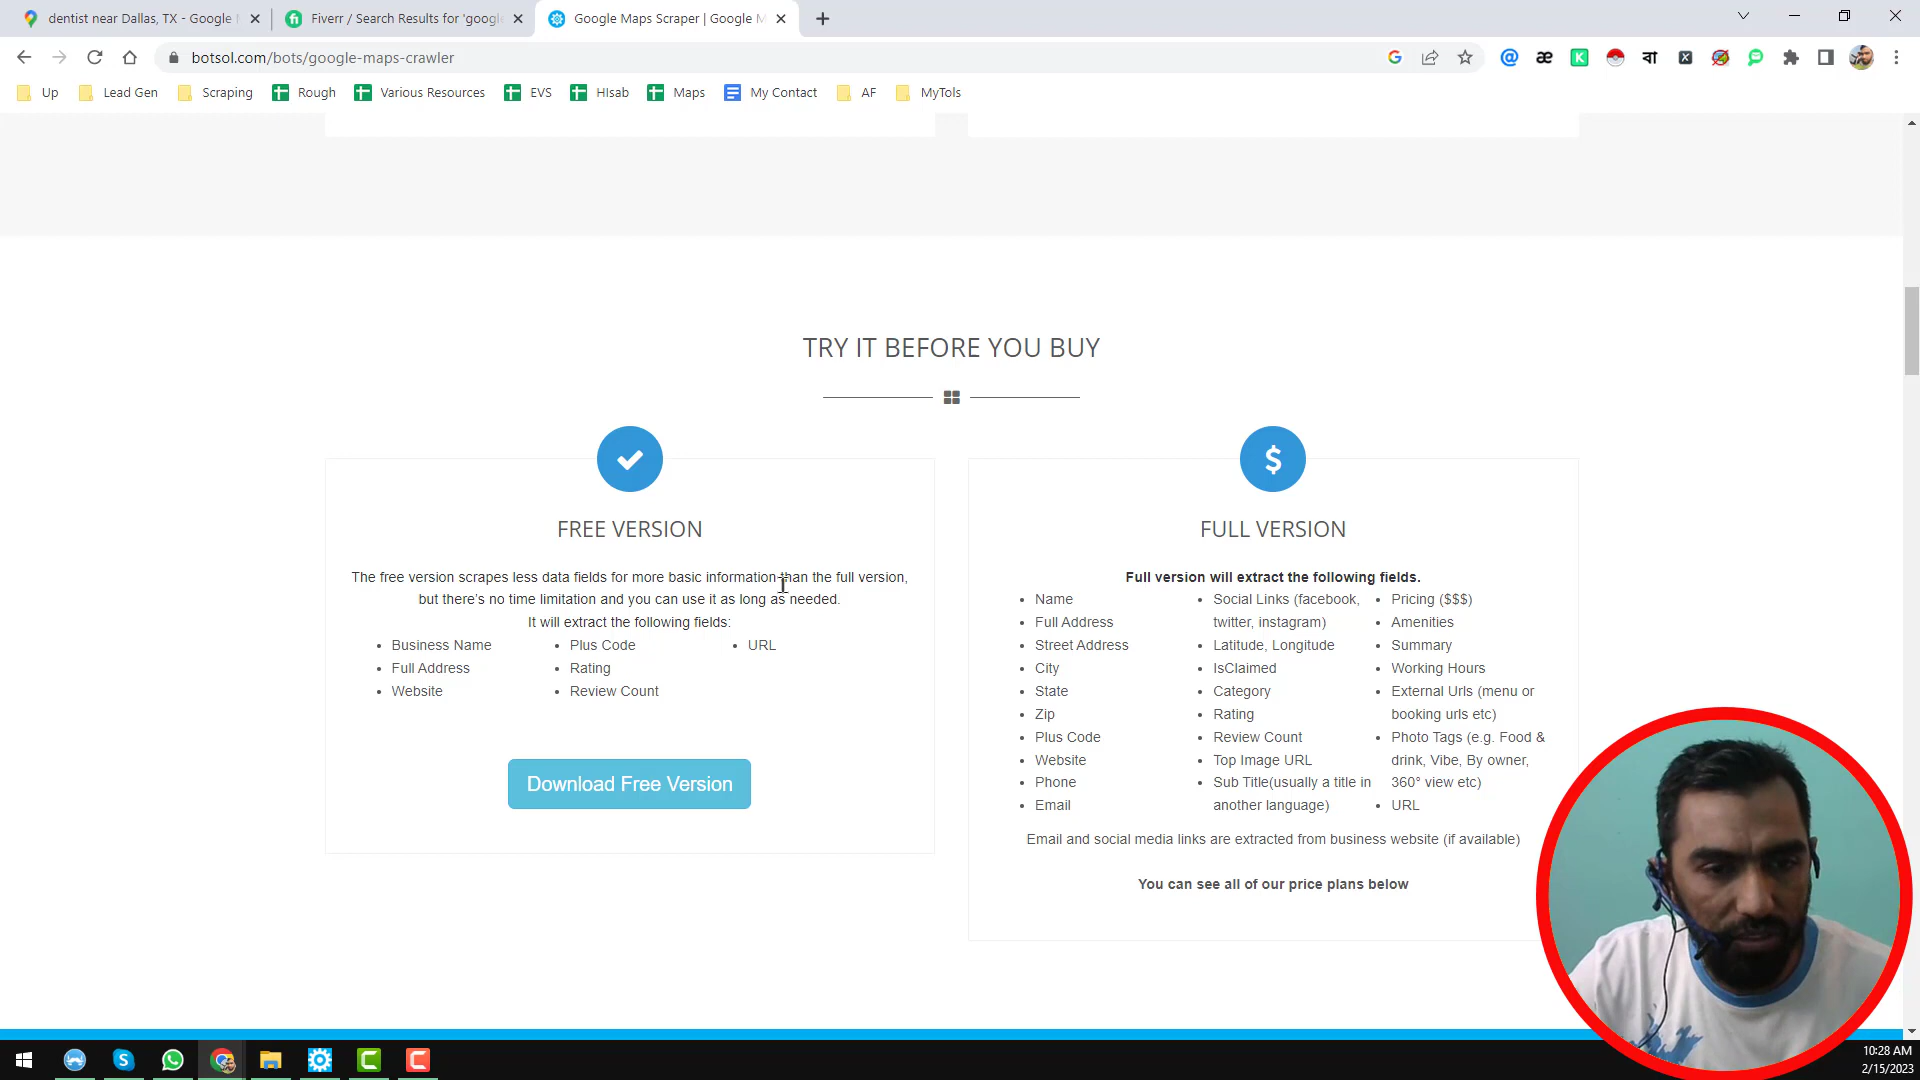 dentist near Dallas, TX - Google M
Fiverr / Search Results for 'google
Google Maps Scraper | Google M
botsol.com/bots/google-maps-crawler
Up
Lead Gen
Scraping
Rough
Various Resources
EVS
HIsab
Maps
My Contact
AF
MyTols
TRY IT BEFORE YOU BUY
FREE VERSION
The free version scrapes less data fields for more basic information than the full version,
but there's no time limitation and you can use it as long as needed.
It will extract the following fields:
Business Name
Full Address
Website
Plus Code
Rating
Review Count
URL
Download Free Version
$
FULL VERSION
Full version will extract the following fields.
Name
Full Address
Street Address
City
State
Zip
Plus Code
Website
Phone
Email
Social Links (facebook,
twitter, instagram)
Latitude, Longitude
IsClaimed
Category
Rating
Review Count
Top Image URL
Sub Title(usually a title in
another language)
Pricing ($$$)
Amenities
Summary
Working Hours
External Urls (menu or
booking urls etc)
Photo Tags (e.g. Food &
drink, Vibe, By owner,
360° view etc)
URL
Email and social media links are extracted from business website (if available)
You can see all of our price plans below
10:28 AM
2/15/2023